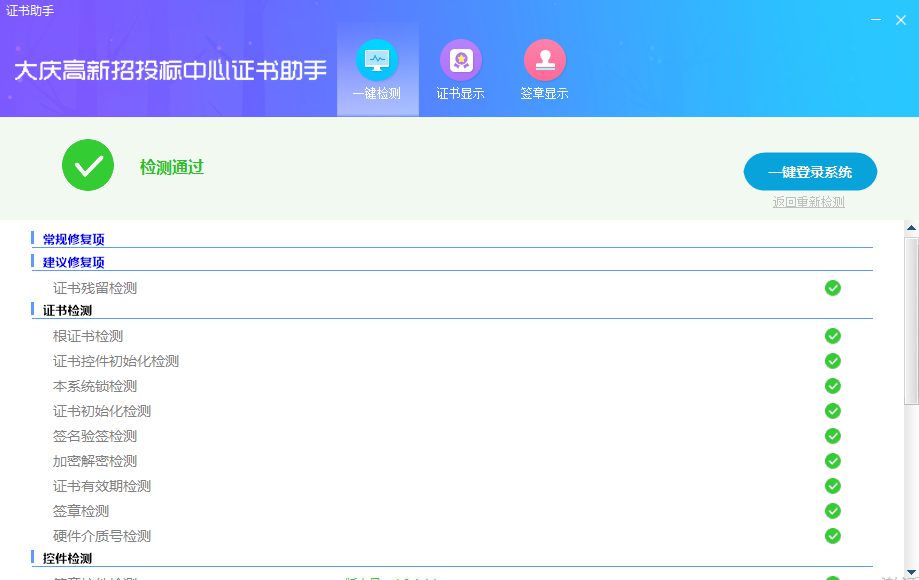 证书助手
大庆高新招投标中心证书助手
一键检测
证书显示
签章显示
检测通过
一键登录系统
返回重新检测
常规修复项
建议修复项
证书残留检测
证书检测
根证书检测
证书控件初始化检测
本系统锁检测
证书初始化检测
签名验签检测
加密解密检测
证书有效期检测
签章检测
硬件介质号检测
控件检测